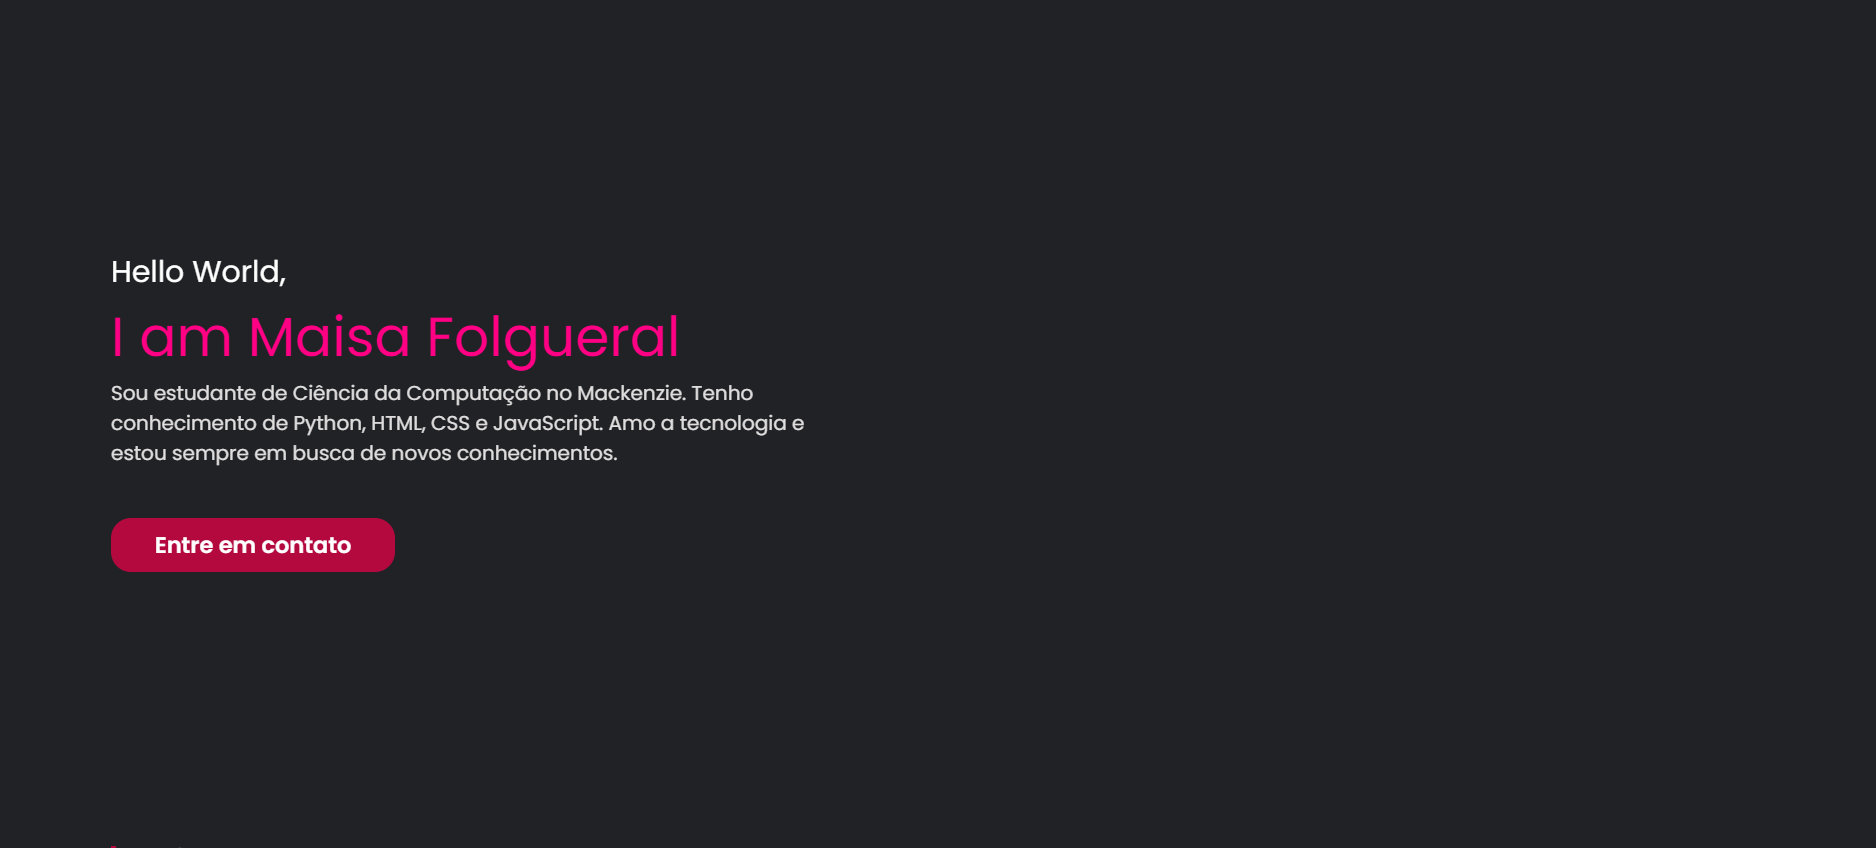 Hello World,
I am Maisa Folgueral
Sou estudante de Ciência da Computação no Mackenzie. Tenho
conhecimento de Python, HTML, CSS e JavaScript. Amo a tecnologia e
estou sempre em busca de novos conhecimentos.
Entre em contato